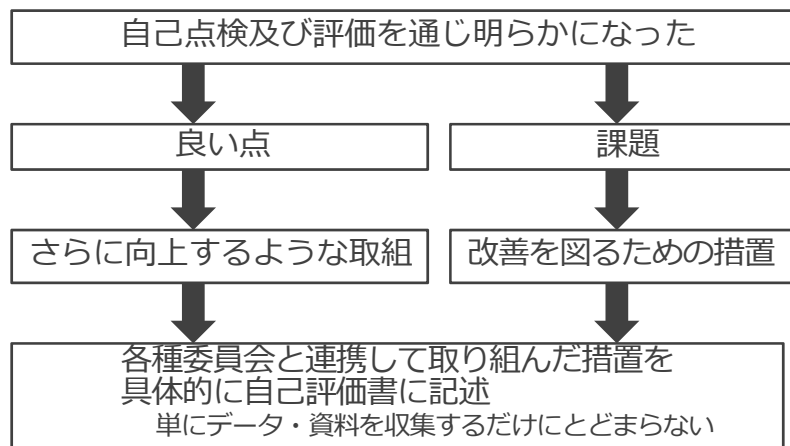 自己点検及び評価を通じ明らかになった
良い点
課題
さらに向上するような取組
改善を図るための措置
各種委員会と連携して取り組んだ措置を
具体的に自己評価書に記述
単にデータ・資料を収集するだけにとどまらない